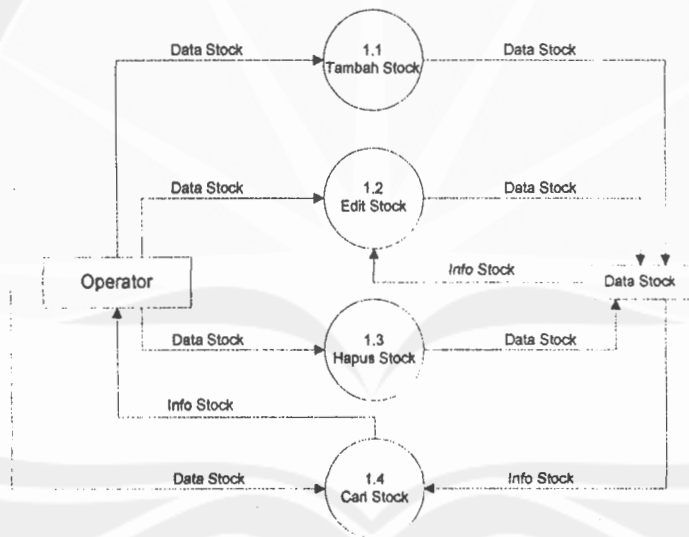 Data Stock
1.1
Tambah Stock
Data Stock
Data Stock
1.2
Edit Stock
Data Stock
Operator
Info Stock
Data Stock
Data Stock
1.3
Hapus Stock
Data Stock
Info Stock
Data Stock
1.4
Cari Stock
Info Stock